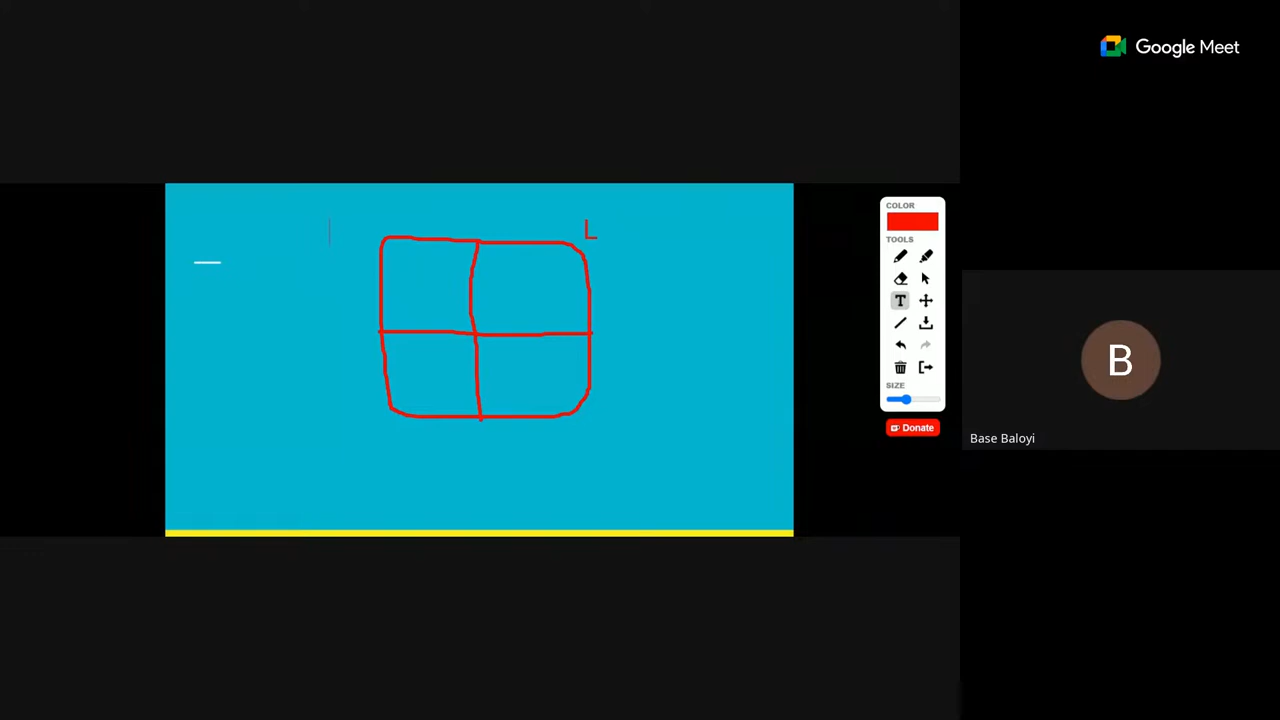 Google Meet
COLOR
L
TOOLS
T
SIZE
Donate
B
Base Baloyi